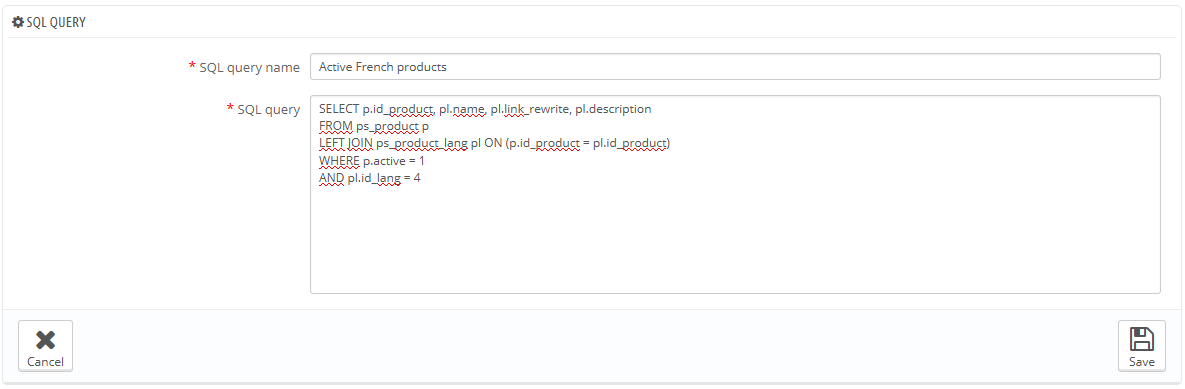 SQL QUERY
* SQL query name Active French products
* SQL query SELECT p.id_product, pl.name, pl.link_rewrite, pl.description
FROM ps_product p
LEFT JOIN ps_product_lang pl ON (p.id_product = pl.id_product)
WHERE p.active = 1
AND pl.id_lang = 4
Cancel Save